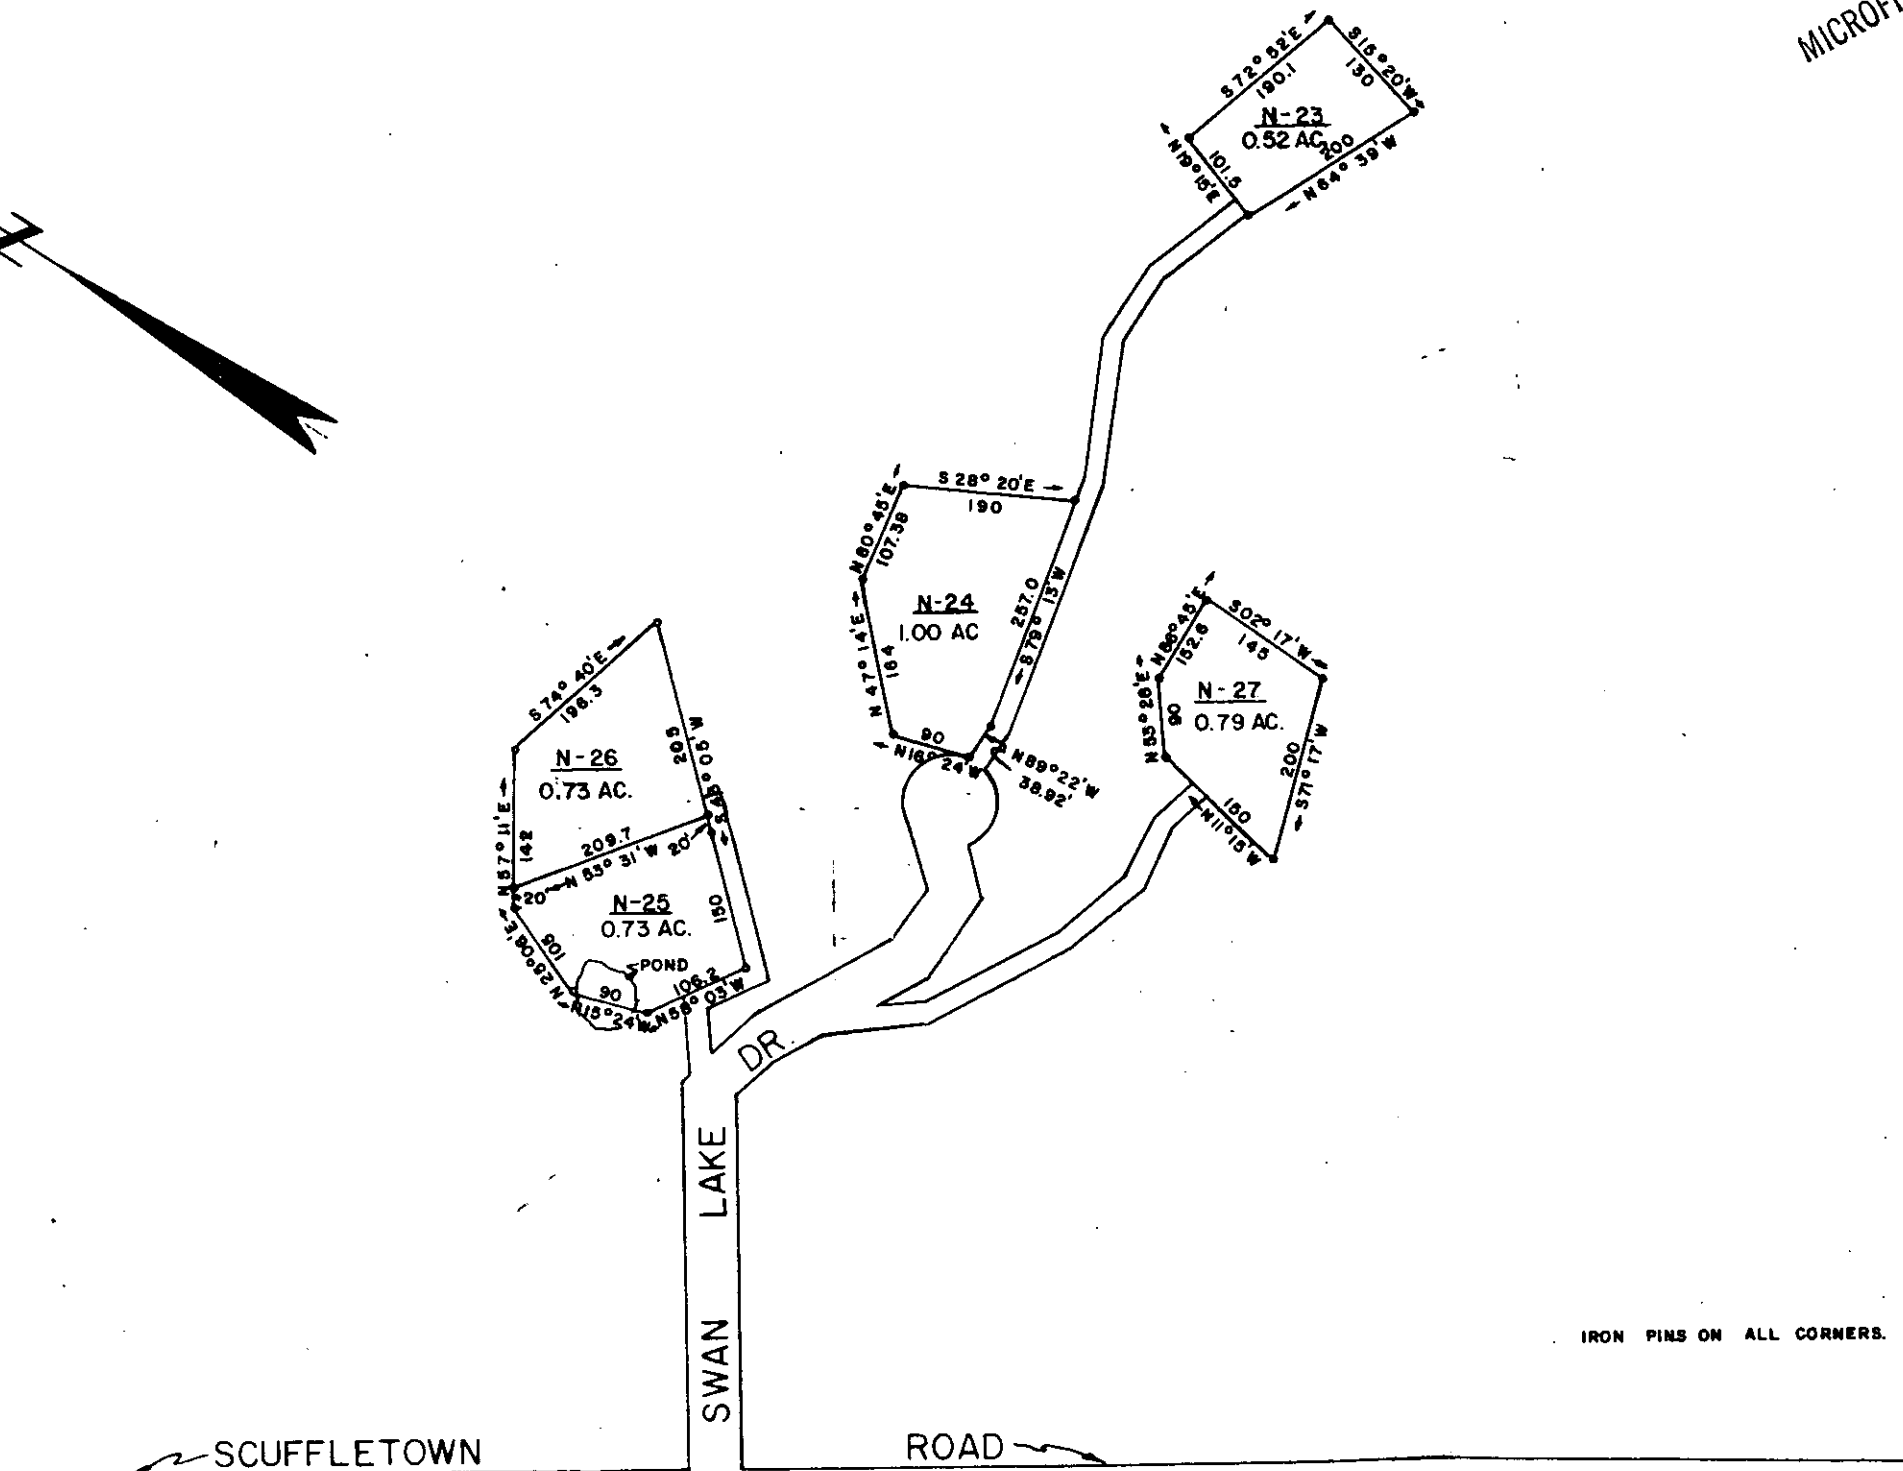 MICROFI
S 72° 52'E
190.1
S 15° 20'W
130
N-23
0.52 AC.
N 19° 15'E
101.5
200
N 64° 39' W
N
S 28° 20'E
190
N 80° 45'E
107.38
N-24
1.00 AC
N 47° 14'E
164
257.0
S 79° 13'W
90
N 16° 24'W
N 89° 22'W
38.92'
N 86° 45'E
152.6
S 02° 17'W
145
N-27
0.79 AC.
N 53° 28'E
90
200
S 71° 17'W
150
N 11° 15'W
S 74° 40'E
196.3
N-26
0.73 AC.
205
S 45° 05' W
N 57° 11'E
142
209.7
N 53° 31' W
20'
20'
N-25
0.73 AC.
150
N 28° 08' E
105
POND
90
N 15° 24' W
106.2
N 58° 03' W
DR.
SWAN LAKE
IRON PINS ON ALL CORNERS.
SCUFFLETOWN ROAD